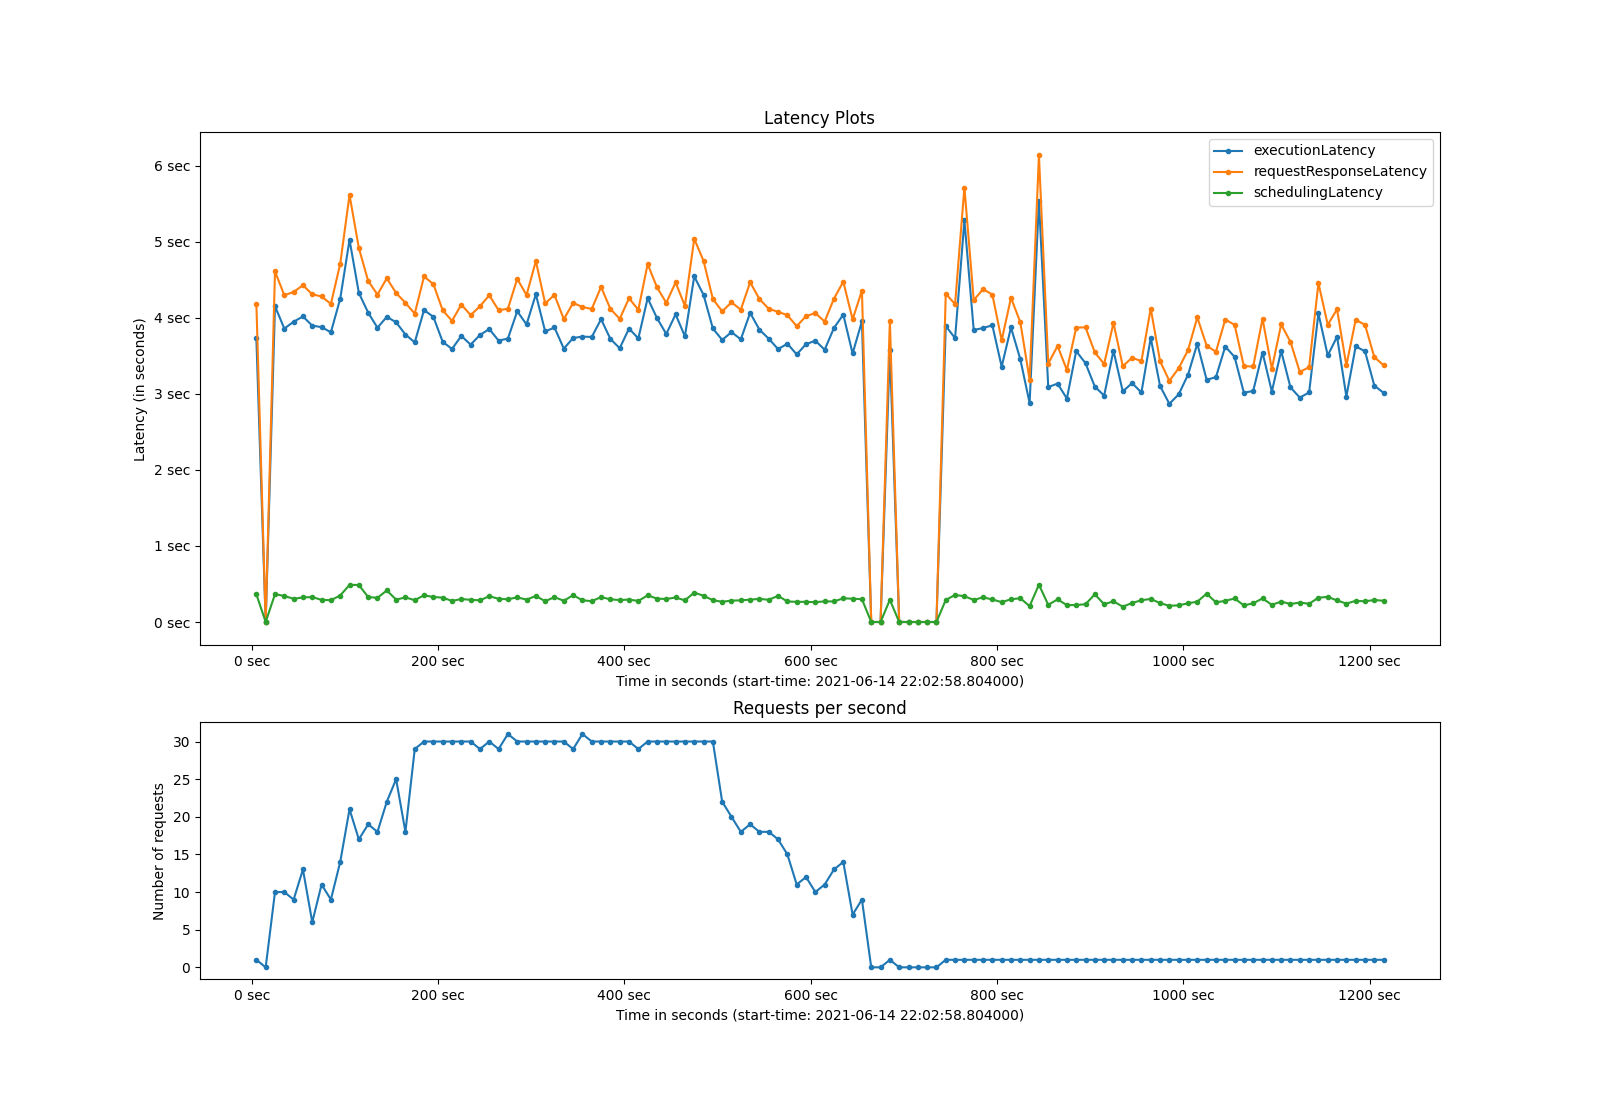 Latency Plots
executionLatency
requestResponseLatency
schedulingLatency
Latency (in seconds)
6 sec
5 sec
4 sec
3 sec
2 sec
1 sec
0 sec
0 sec 200 sec 400 sec 600 sec 800 sec 1000 sec 1200 sec
Time in seconds (start-time: 2021-06-14 22:02:58.804000)
Requests per second
Number of requests
30
25
20
15
10
5
0
0 sec 200 sec 400 sec 600 sec 800 sec 1000 sec 1200 sec
Time in seconds (start-time: 2021-06-14 22:02:58.804000)